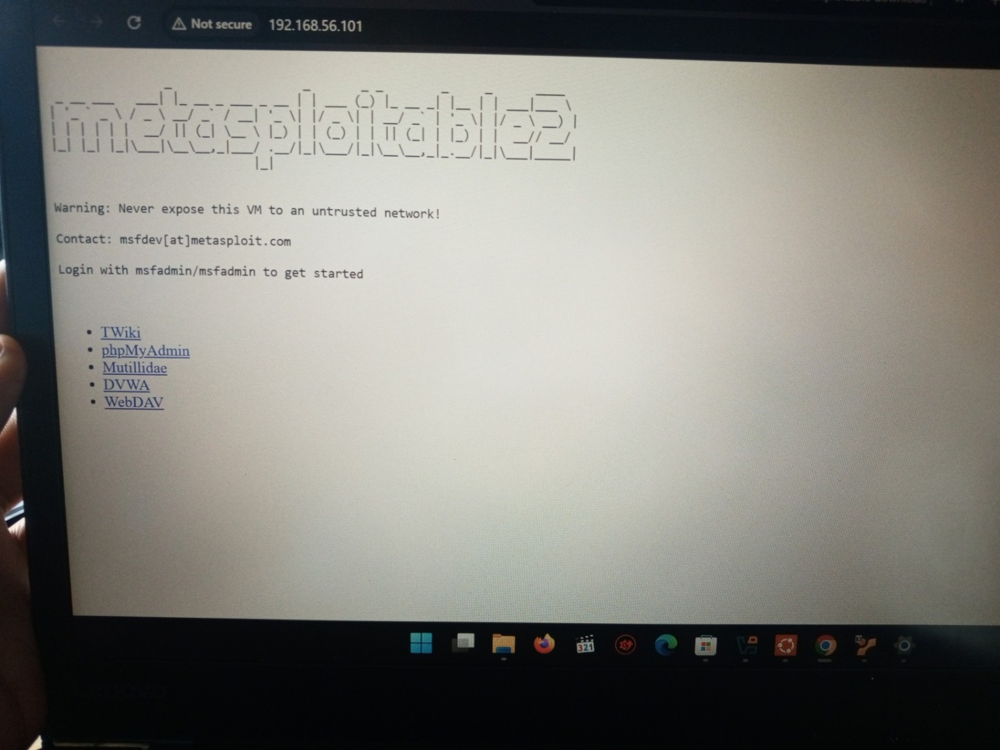 Not secure 192.168.56.101
metasploitable2
Warning: Never expose this VM to an untrusted network!
Contact: msfdev[at]metasploit.com
Login with msfadmin/msfadmin to get started
TWiki
phpMyAdmin
Mutillidae
DVWA
WebDAV
321